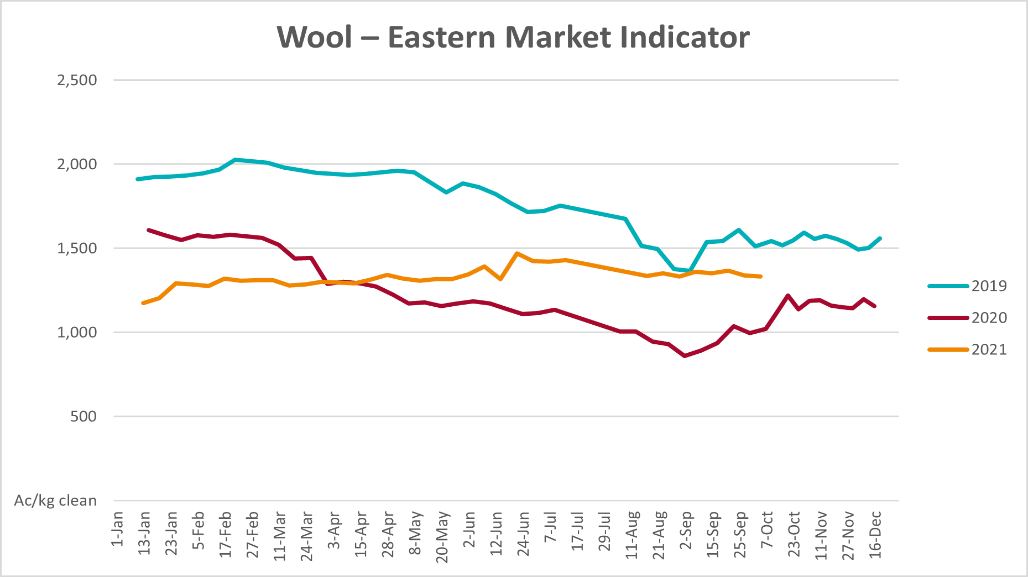 Wool – Eastern Market Indicator
2,500
2,000
1,500
1,000
500
Ac/kg clean
1-Jan
13-Jan
23-Jan
5-Feb
17-Feb
27-Feb
11-Mar
24-Mar
3-Apr
15-Apr
28-Apr
8-May
20-May
2-Jun
12-Jun
24-Jun
7-Jul
17-Jul
29-Jul
11-Aug
21-Aug
2-Sep
15-Sep
25-Sep
7-Oct
23-Oct
11-Nov
27-Nov
16-Dec
2019
2020
2021